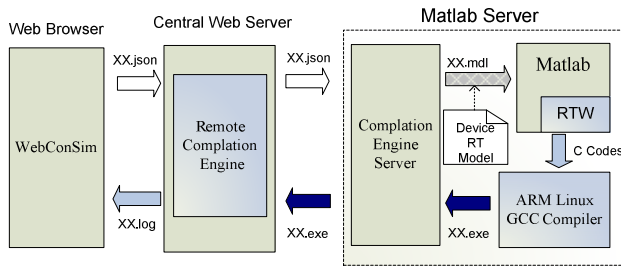 Web Browser
Central Web Server
Matlab Server
XX.json
XX.json
XX.mdl
WebConSim
Remote
Complation
Engine
Complation
Engine
Server
Matlab
RTW
Device
RT
Model
C Codes
ARM Linux
GCC Compiler
XX.log
XX.exe
XX.exe